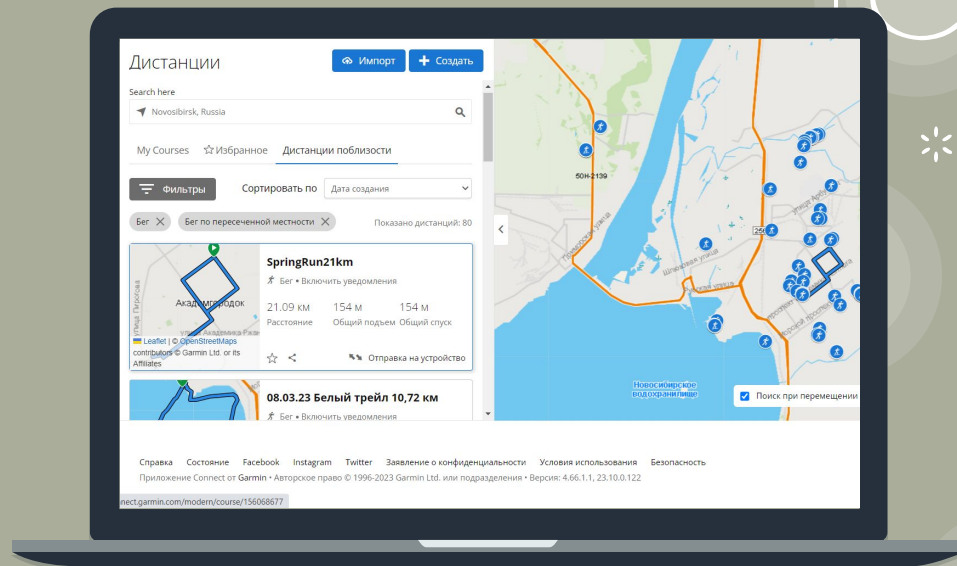 Дистанции
Импорт
Создать
Search here
Novosibirsk, Russia
My Courses Избранное Дистанции поблизости
Фильтры Сортировать по Дата создания
Бег Бег по пересеченной местности Показано дистанций: 80
SpringRun21km
Бег • Включить уведомления
21.09 км 154 м 154 м
Расстояние Общий подъем Общий спуск
Отправка на устройство
улица Пирогова
Академгородок
Leaflet | © OpenStreetMaps
contributors © Garmin Ltd. or its
Affiliates
08.03.23 Белый трейл 10,72 км
Бег • Включить уведомления
50Н-2139
Шлюзовая улица
Новосибирское
водохранилище
Поиск при перемещении
Справка Состояние Facebook Instagram Twitter Заявление о конфиденциальности Условия использования Безопасность
Приложение Connect от Garmin • Авторское право © 1996-2023 Garmin Ltd. или подразделения • Версия: 4.66.1.1, 23.10.0.122
nect.garmin.com/modern/course/156068677